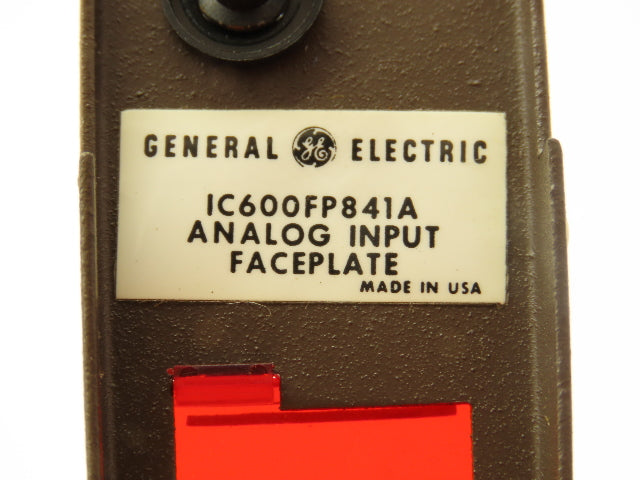 GENERAL GE ELECTRIC
IC600FP841A
ANALOG INPUT
FACEPLATE
MADE IN USA